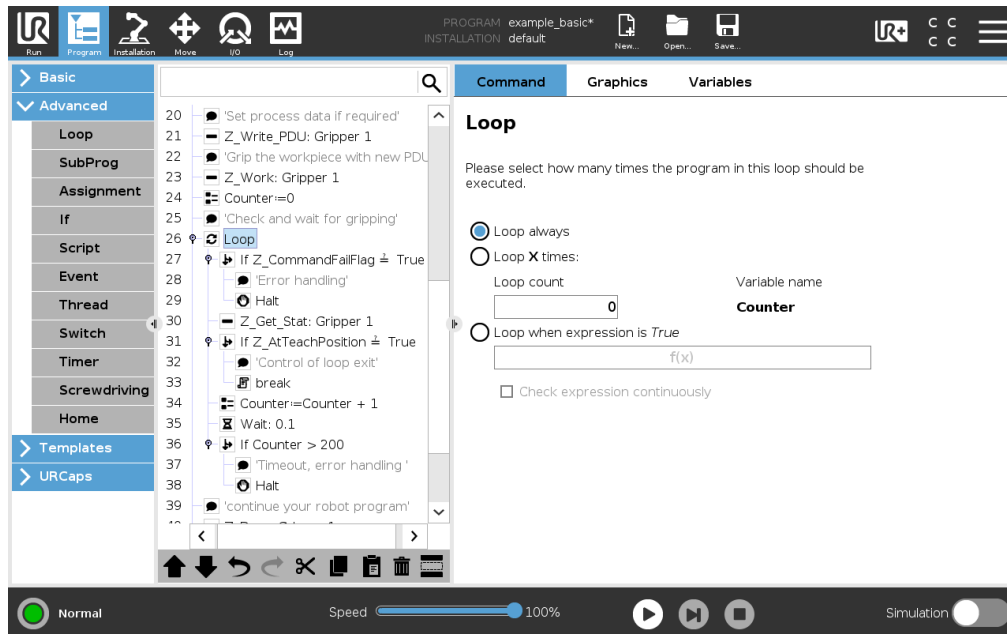 PROGRAM example_basic*
INSTALLATION default
Run Program Installation Move I/O Log New... Open... Save... UR+ C C
C C
Basic
Advanced
Loop
SubProg
Assignment
If
Script
Event
Thread
Switch
Timer
Screwdriving
Home
Templates
URCaps
20 'Set process data if required'
21 Z_Write_PDU: Gripper 1
22 'Grip the workpiece with new PDU
23 Z_Work: Gripper 1
24 Counter:=0
25 'Check and wait for gripping'
26 Loop
27 If Z_CommandFailFlag ≟ True
28 'Error handling'
29 Halt
30 Z_Get_Stat: Gripper 1
31 If Z_AtTeachPosition ≟ True
32 'Control of loop exit'
33 break
34 Counter:=Counter + 1
35 Wait: 0.1
36 If Counter > 200
37 'Timeout, error handling '
38 Halt
39 'continue your robot program'
Command Graphics Variables
Loop
Please select how many times the program in this loop should be
executed.
Loop always
Loop X times:
Loop count Variable name
0 Counter
Loop when expression is True
f(x)
Check expression continuously
Normal Speed 100% Simulation